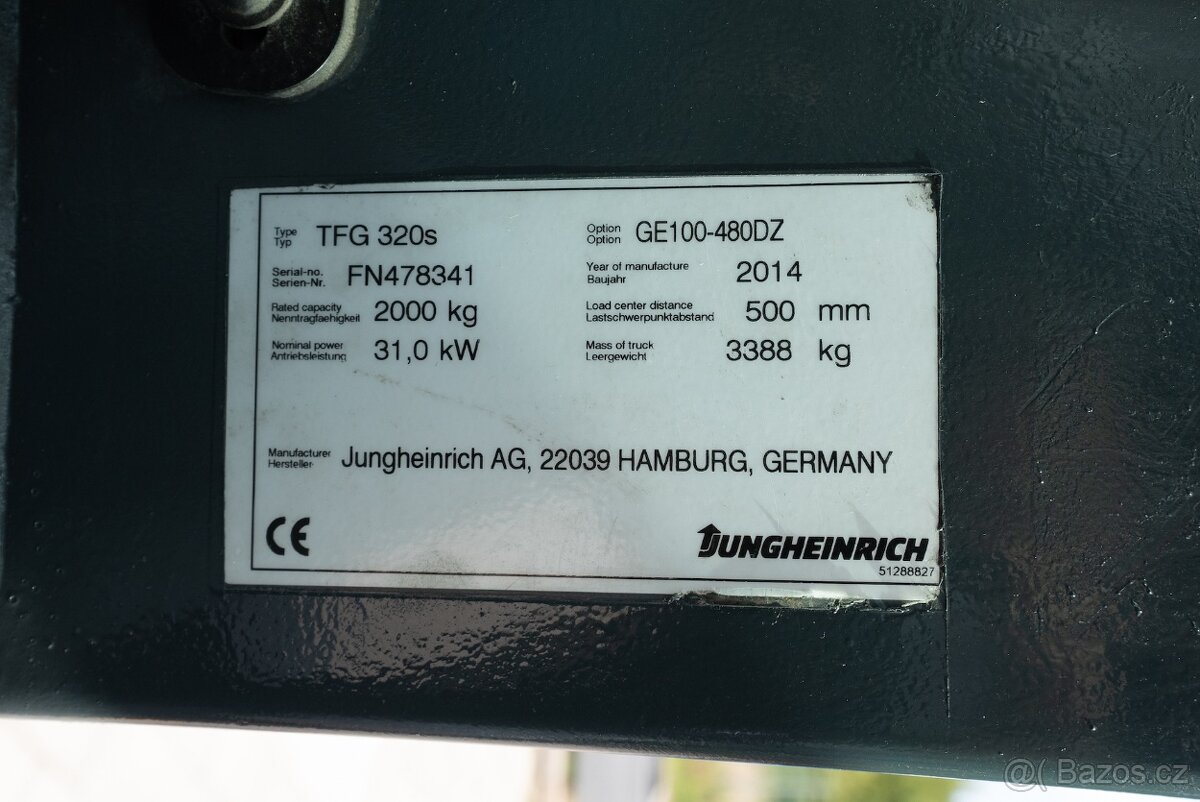 Type TFG 320s Option GE100-480DZ
Typ Option
Serial-no. FN478341 Year of manufacture 2014
Serien-Nr. Baujahr
Rated capacity 2000 kg Load center distance 500 mm
Nenntragfaehigkeit Lastschwerpunktabstand
Nominal power 31,0 kW Mass of truck 3388 kg
Antriebsleistung Leergewicht
Manufacturer Jungheinrich AG, 22039 HAMBURG, GERMANY
Hersteller
CE JUNGHEINRICH
51288827
@( Bazos.cz